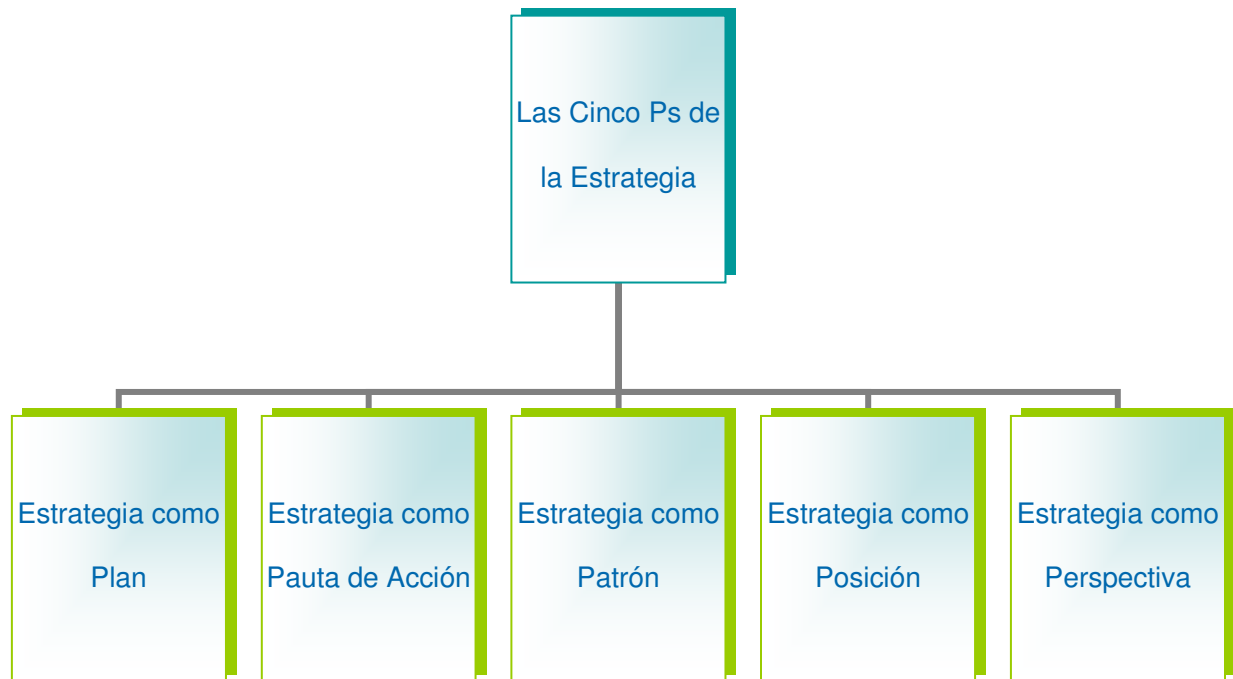 Las Cinco Ps de
la Estrategia
Estrategia como
Plan
Estrategia como
Pauta de Acción
Estrategia como
Patrón
Estrategia como
Posición
Estrategia como
Perspectiva